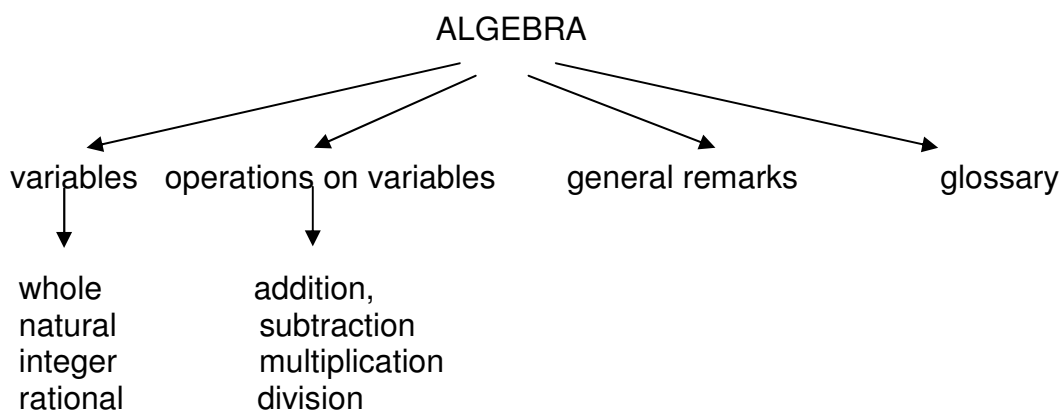 ALGEBRA
variables operations on variables general remarks glossary
whole addition,
natural subtraction
integer multiplication
rational division